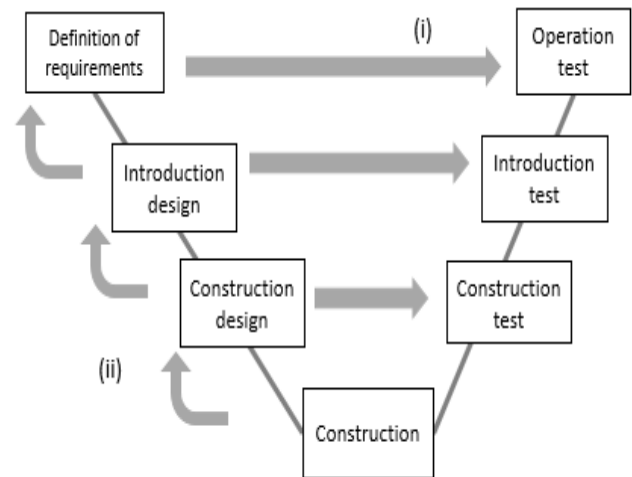 Definition of
requirements
(i)
Operation
test
Introduction
design
Introduction
test
Construction
design
Construction
test
(ii)
Construction